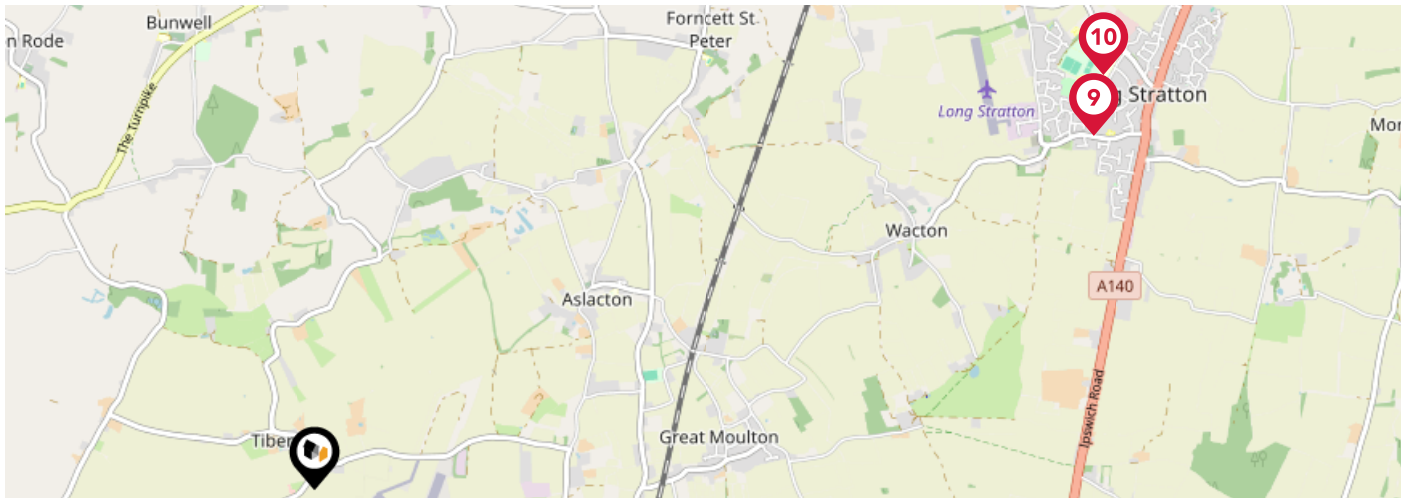 Bunwell
Forncett St
Peter
n Rode
10
9
g Stratton
Long Stratton
The Turnpike
Mor
Wacton
A140
Aslacton
Ipswich Road
Great Moulton
Tiber